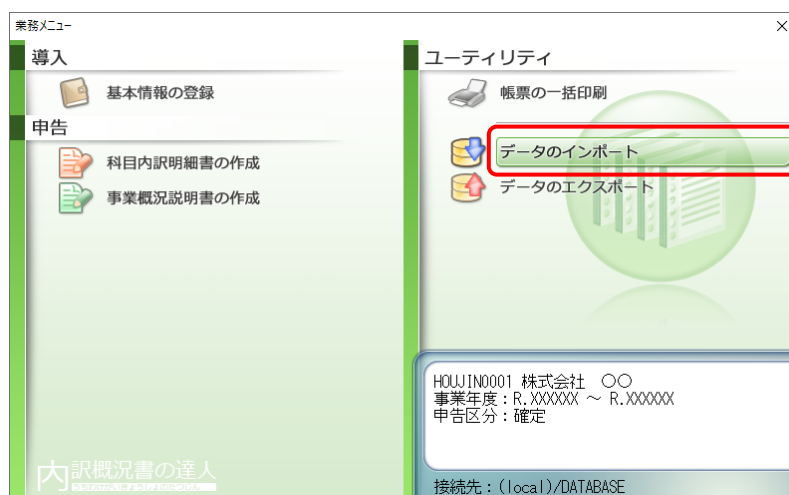 業務メニュー
導入
基本情報の登録
申告
科目内訳明細書の作成
事業概況説明書の作成
ユーティリティ
帳票の一括印刷
データのインポート
データのエクスポート
HOUJIN0001 株式会社 〇〇
事業年度：R.XXXXXX ～ R.XXXXXX
申告区分：確定
接続先：(local)/DATABASE
内訳概況書の達人